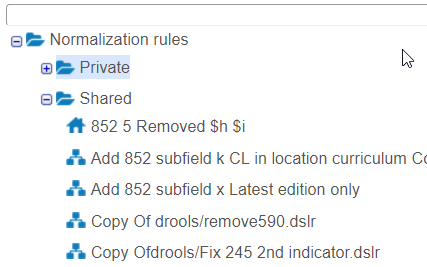 Normalization rules
Private
Shared
852 5 Removed $h $i
Add 852 subfield k CL in location curriculum
Add 852 subfield x Latest edition only
Copy Of drools/remove590.dslr
Copy Ofdrools/Fix 245 2nd indicator.dslr